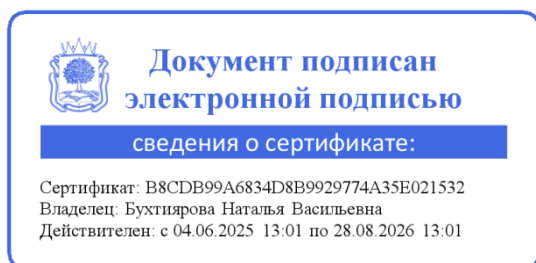 Документ подписан
электронной подписью
сведения о сертификате:
Сертификат: B8CDB99A6834D8B9929774A35E021532
Владелец: Бухтиярова Наталья Васильевна
Действителен: с 04.06.2025 13:01 по 28.08.2026 13:01